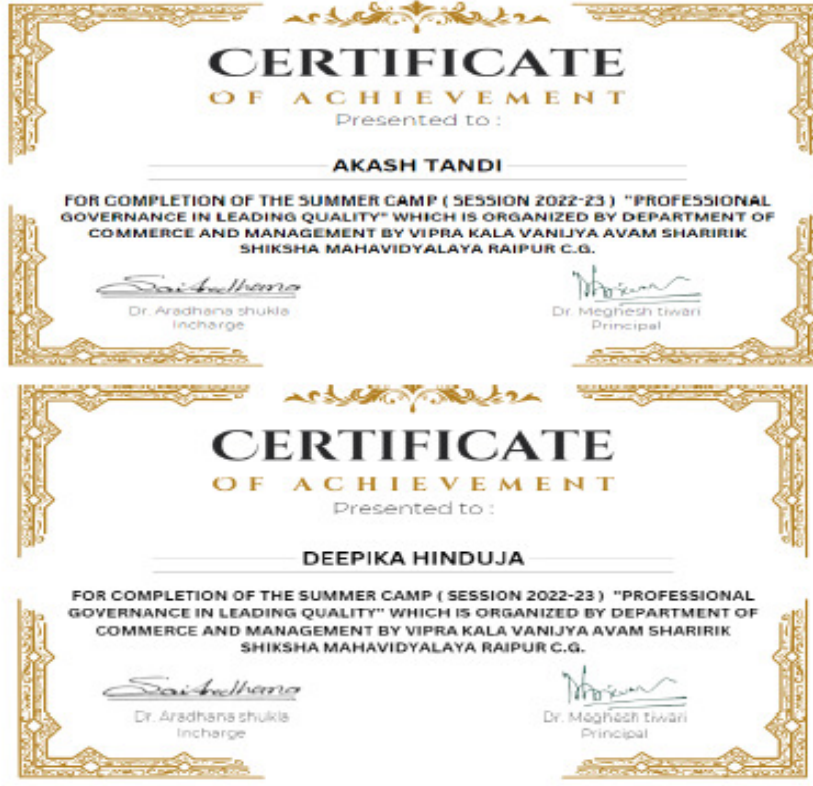 CERTIFICATE
OF ACHIEVEMENT
Presented to :
AKASH TANDI
FOR COMPLETION OF THE SUMMER CAMP ( SESSION 2022-23 ) "PROFESSIONAL
GOVERNANCE IN LEADING QUALITY" WHICH IS ORGANIZED BY DEPARTMENT OF
COMMERCE AND MANAGEMENT BY VIPRA KALA VANIJYA AVAM SHARIRIK
SHIKSHA MAHAVIDYALAYA RAIPUR C.G.
Dr. Aradhana shukla
Incharge
Dr. Meghesh tiwari
Principal
CERTIFICATE
OF ACHIEVEMENT
Presented to :
DEEPIKA HINDUJA
FOR COMPLETION OF THE SUMMER CAMP ( SESSION 2022-23 ) "PROFESSIONAL
GOVERNANCE IN LEADING QUALITY" WHICH IS ORGANIZED BY DEPARTMENT OF
COMMERCE AND MANAGEMENT BY VIPRA KALA VANIJYA AVAM SHARIRIK
SHIKSHA MAHAVIDYALAYA RAIPUR C.G.
Dr. Aradhana shukla
Incharge
Dr. Meghesh tiwari
Principal